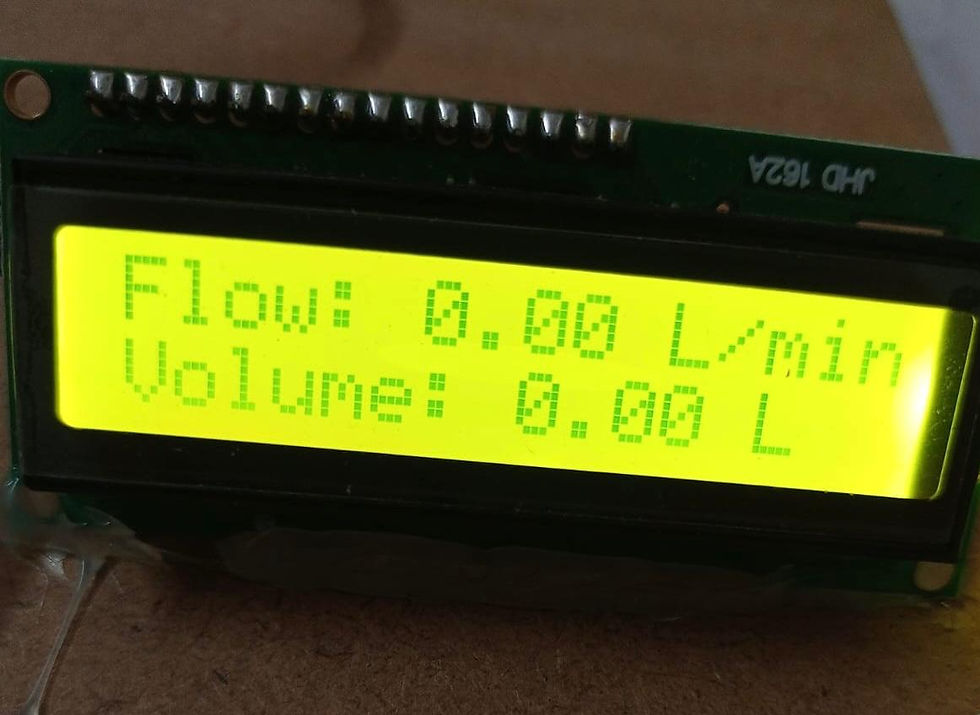 JHD 162A
Flow: 0.00 L/min
Volume: 0.00 L